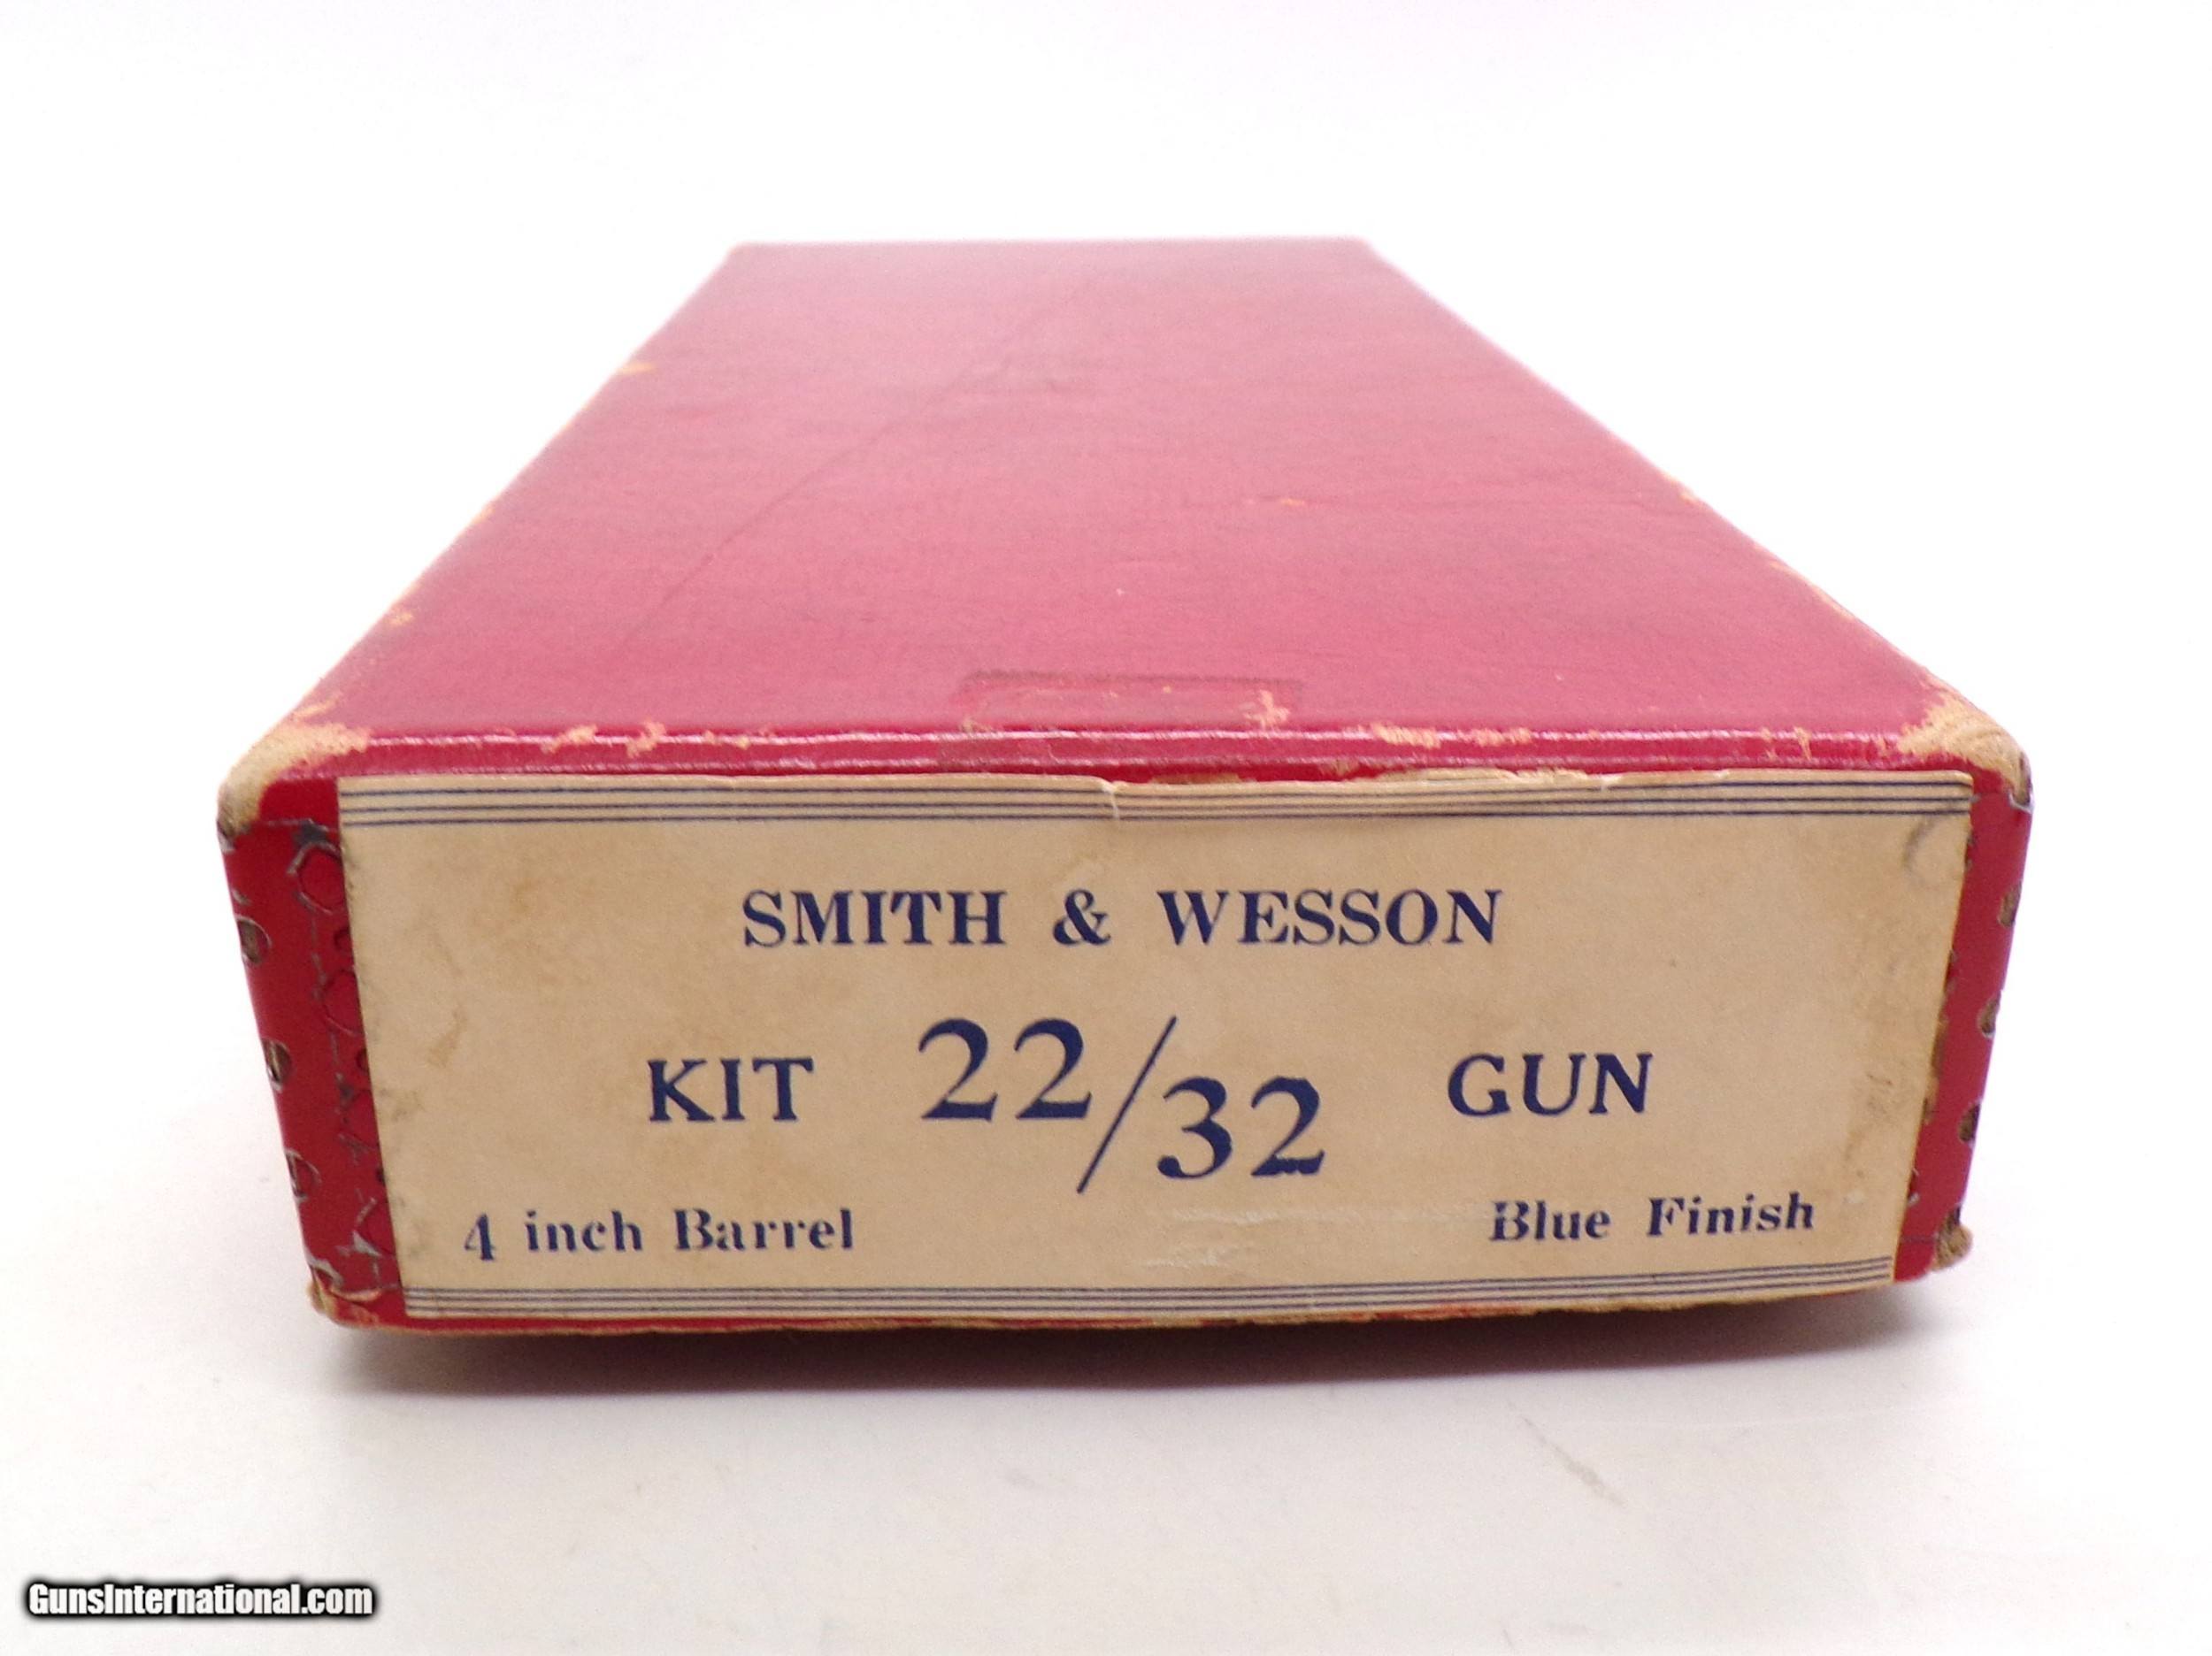 SMITH & WESSON
KIT 22/32 GUN
4 inch Barrel Blue Finish
GunsInternational.com